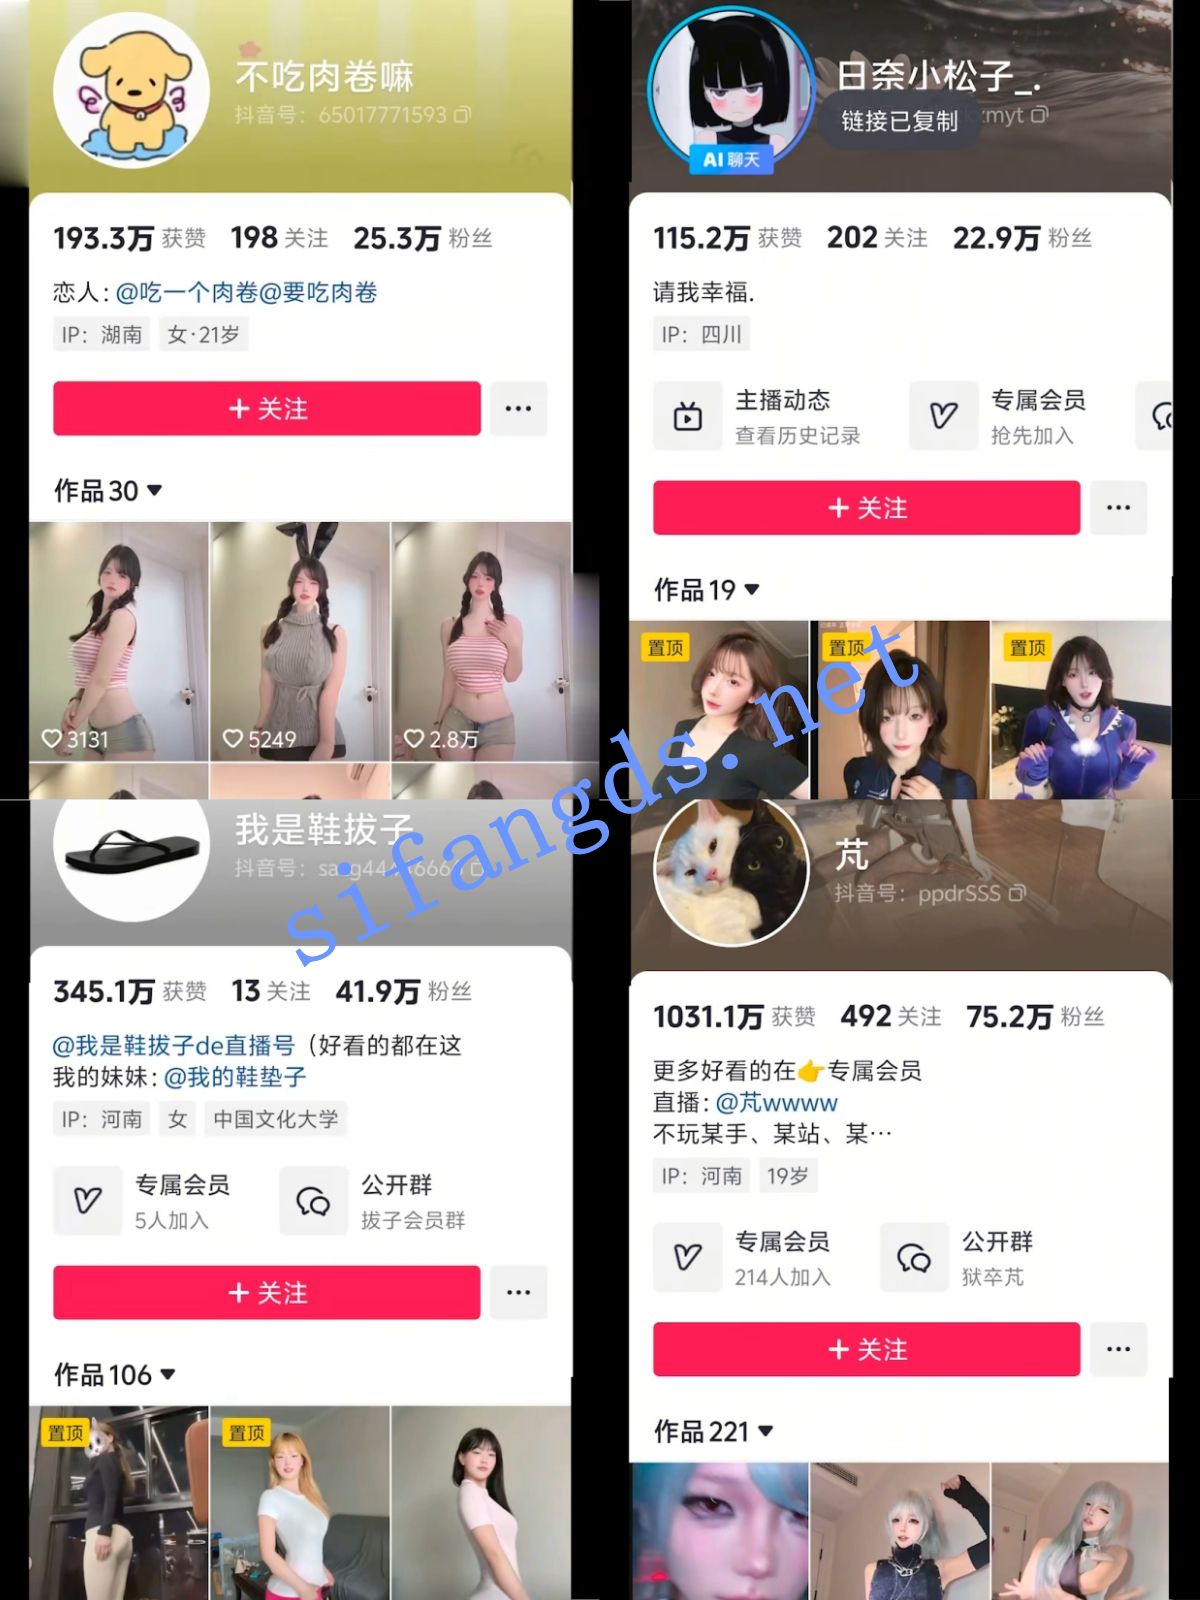 不吃肉卷嘛
抖音号：65017771593
193.3万 获赞 198 关注 25.3万 粉丝
恋人：@吃一个肉卷@要吃肉卷
IP：湖南 女·21岁
+ 关注
作品 30
3131
5249
2.8万
日奈小松子_.
链接已复制
xmyt
AI 聊天
115.2万 获赞 202 关注 22.9万 粉丝
请我幸福.
IP：四川
主播动态 专属会员
查看历史记录 抢先加入
+ 关注
作品 19
置顶 置顶 置顶
我是鞋拔子
抖音号：
345.1万 获赞 13 关注 41.9万 粉丝
@我是鞋拔子de直播号（好看的都在这
我的妹妹：@我的鞋垫子
IP：河南 女 中国文化大学
专属会员 公开群
5人加入 拔子会员群
+ 关注
作品 106
置顶 置顶
芃
抖音号：ppdrSSS
1031.1万 获赞 492 关注 75.2万 粉丝
更多好看的在👉专属会员
直播：@芃wwww
不玩某手、某站、某…
IP：河南 19岁
专属会员 公开群
214人加入 狱卒芃
+ 关注
作品 221
sifangds.net